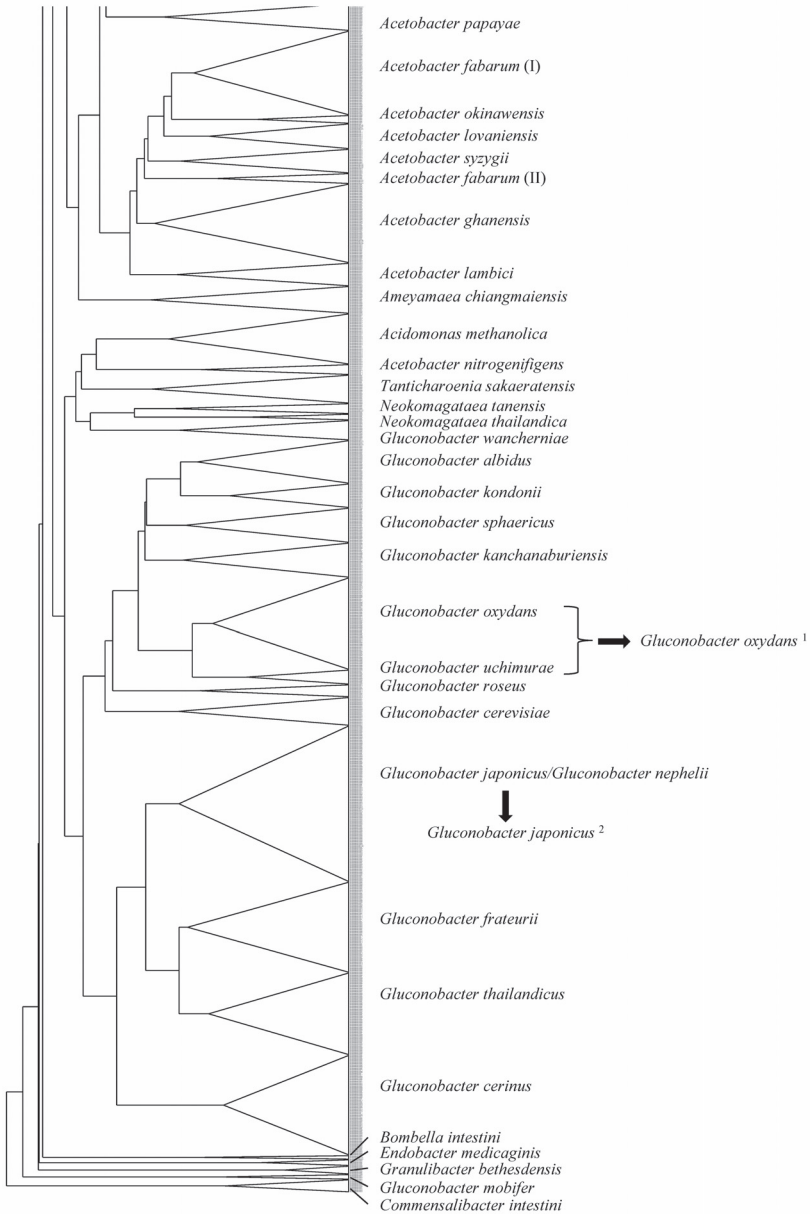 Acetobacter papayae
Acetobacter fabarum (I)
Acetobacter okinawensis
Acetobacter lovaniensis
Acetobacter syzygii
Acetobacter fabarum (II)
Acetobacter ghanensis
Acetobacter lambici
Ameyamaea chiangmaiensis
Acidomonas methanolica
Acetobacter nitrogenifigens
Tanticharoenia sakaeratensis
Neokomagataea tanensis
Neokomagataea thailandica
Gluconobacter wancherniae
Gluconobacter albidus
Gluconobacter kondonii
Gluconobacter sphaericus
Gluconobacter kanchanaburiensis
Gluconobacter oxydans
Gluconobacter oxydans 1
Gluconobacter uchimurae
Gluconobacter roseus
Gluconobacter cerevisiae
Gluconobacter japonicus/Gluconobacter nephelii
Gluconobacter japonicus 2
Gluconobacter frateurii
Gluconobacter thailandicus
Gluconobacter cerinus
Bombella intestini
Endobacter medicaginis
Granulibacter bethesdensis
Gluconobacter mobifer
Commensalibacter intestini